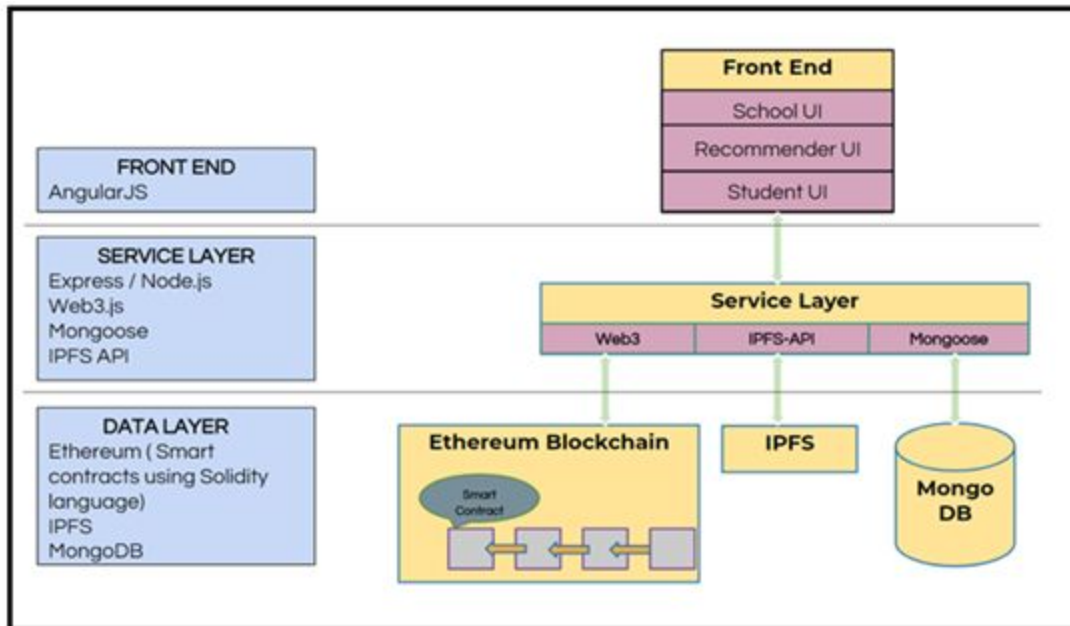 FRONT END
AngularJS
SERVICE LAYER
Express / Node.js
Web3.js
Mongoose
IPFS API
DATA LAYER
Ethereum ( Smart
contracts using Solidity
language)
IPFS
MongoDB
Front End
School UI
Recommender UI
Student UI
Service Layer
Web3
IPFS-API
Mongoose
Ethereum Blockchain
Smart
Contract
IPFS
Mongo
DB